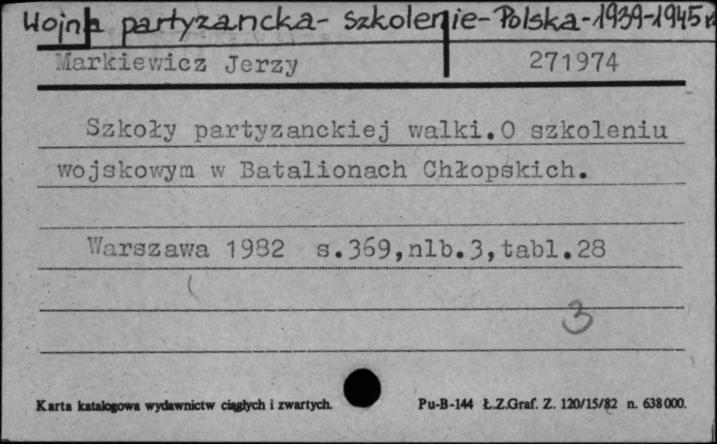 Wojna partyzancka-szkolenie-Polska-1939-1945 r.
Markiewicz Jerzy 271974
Szkoły partyzanckiej walki.O szkoleniu
wojskowym w Batalionach Chłopskich.
Warszawa 1982 s.369,nlb.3,tabl.28
3
Karta katalogowa wydawnictw ciągłych i zwartych. Pu-B-144 Ł.Z.Graf. Z. 120/15/82 n. 638000.